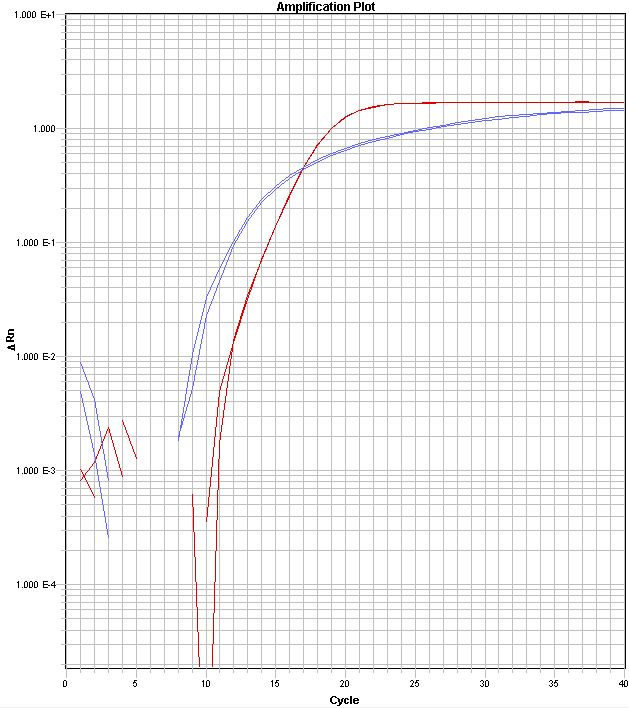 Amplification Plot
1.000 E+1
1.000
1.000 E-1
1.000 E-2
1.000 E-3
1.000 E-4
Δ Rn
0 5 10 15 20 25 30 35 40
Cycle